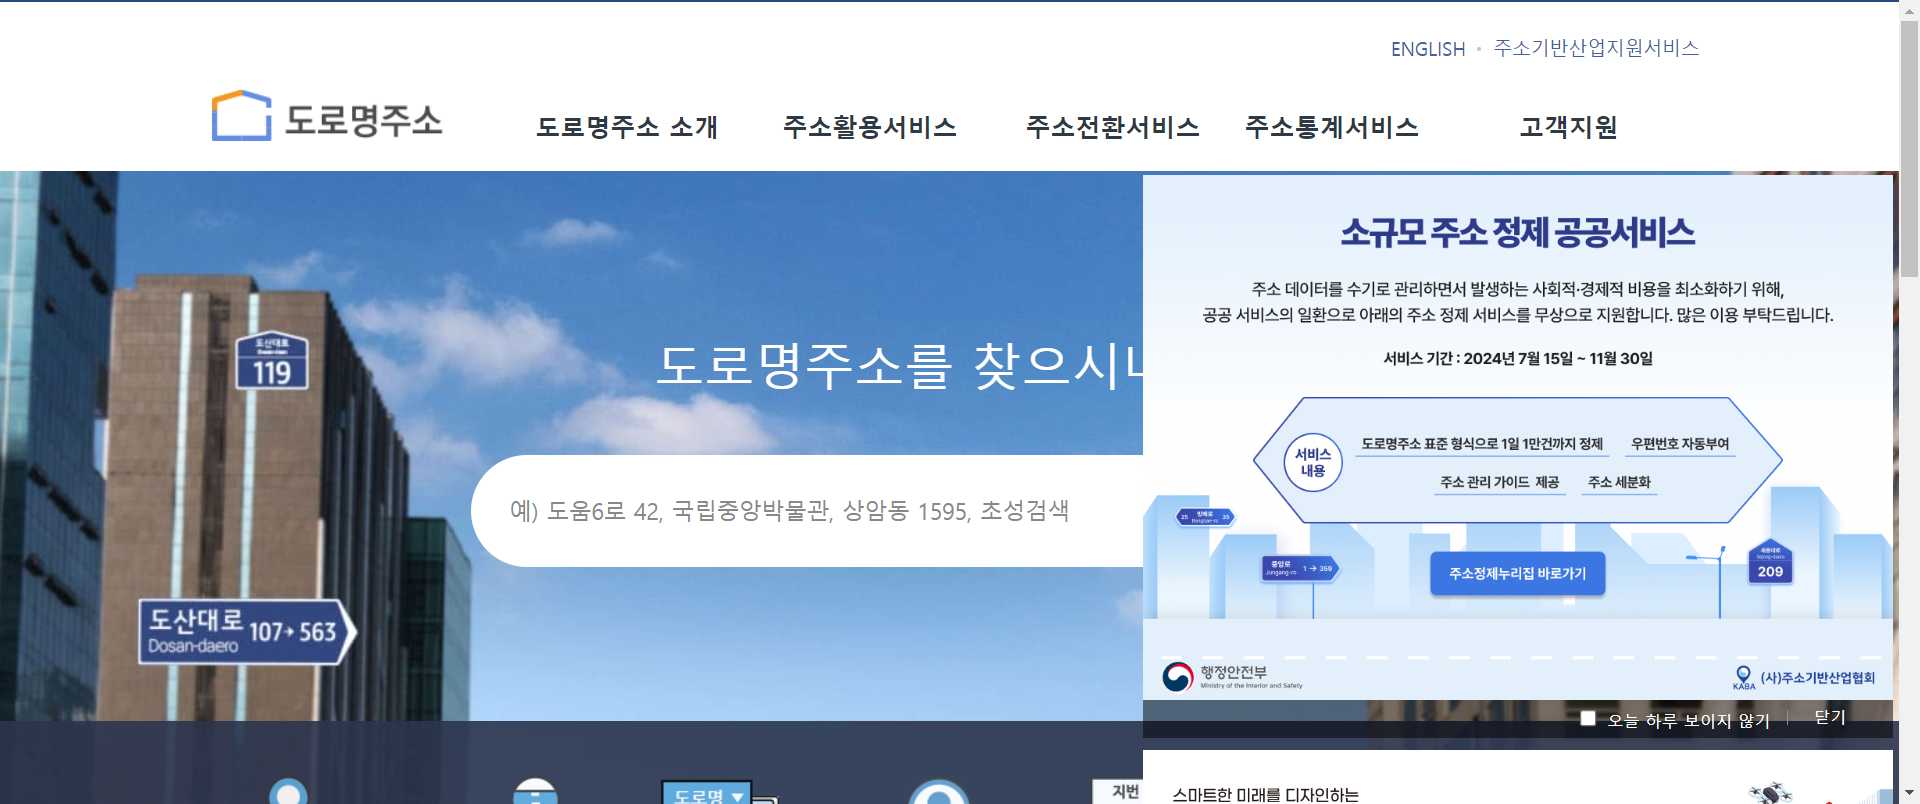 ENGLISH
주소기반산업지원서비스
도로명주소
도로명주소 소개
주소활용서비스
주소전환서비스
주소통계서비스
고객지원
도로명주소를 찾으시
예) 도움6로 42, 국립중앙박물관, 상암동 1595, 초성검색
도산대로
Dosan-daero
119
도산대로 107→563
Dosan-daero
소규모 주소 정제 공공서비스
주소 데이터를 수기로 관리하면서 발생하는 사회적·경제적 비용을 최소화하기 위해,
공공 서비스의 일환으로 아래의 주소 정제 서비스를 무상으로 지원합니다. 많은 이용 부탁드립니다.
서비스 기간 : 2024년 7월 15일 ~ 11월 30일
서비스
내용
도로명주소 표준 형식으로 1일 1만건까지 정제
우편번호 자동부여
주소 관리 가이드 제공
주소 세분화
중앙로 1 → 359
Jungang-ro
세종대로
Sejong-daero
209
주소정제누리집 바로가기
행정안전부
Ministry of the Interior and Safety
KABA (사)주소기반산업협회
오늘 하루 보이지 않기
닫기
도로명
지번
스마트한 미래를 디자인하는